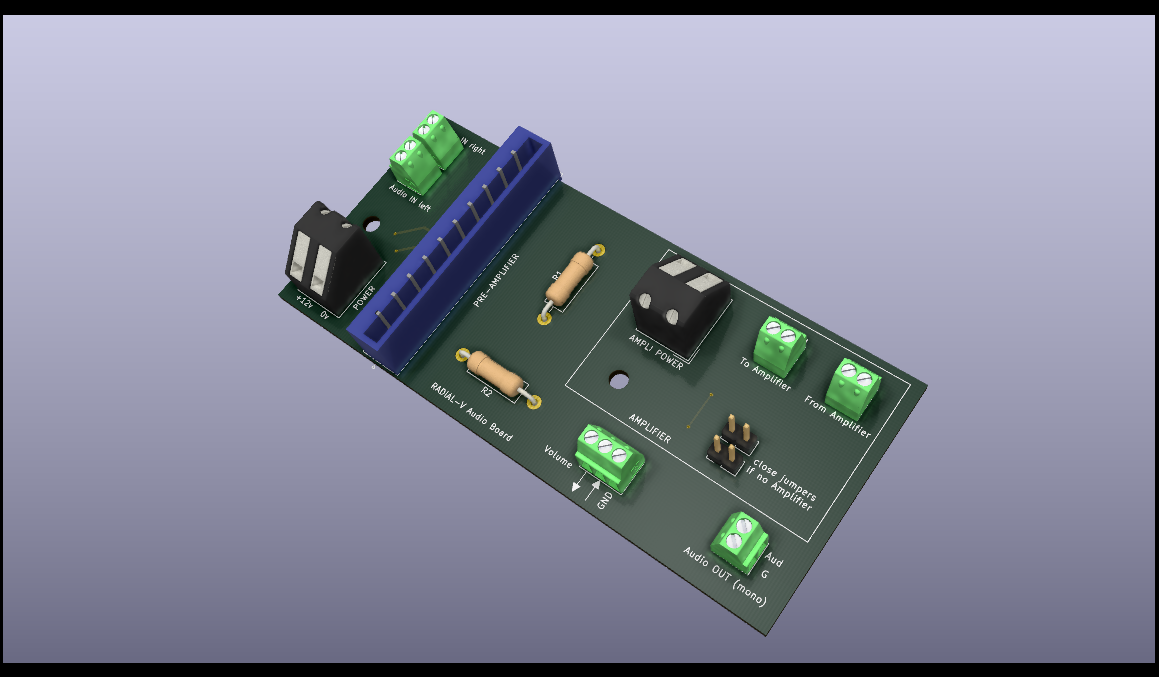 IN right
Audio IN left
+12v 0v
POWER
PRE-AMPLIFIER
R1
R2
RADIAL-V Audio Board
AMPLI POWER
To Amplifier
From Amplifier
AMPLIFIER
close jumpers
if no Amplifier
Volume
GND
Aud
G
Audio OUT (mono)